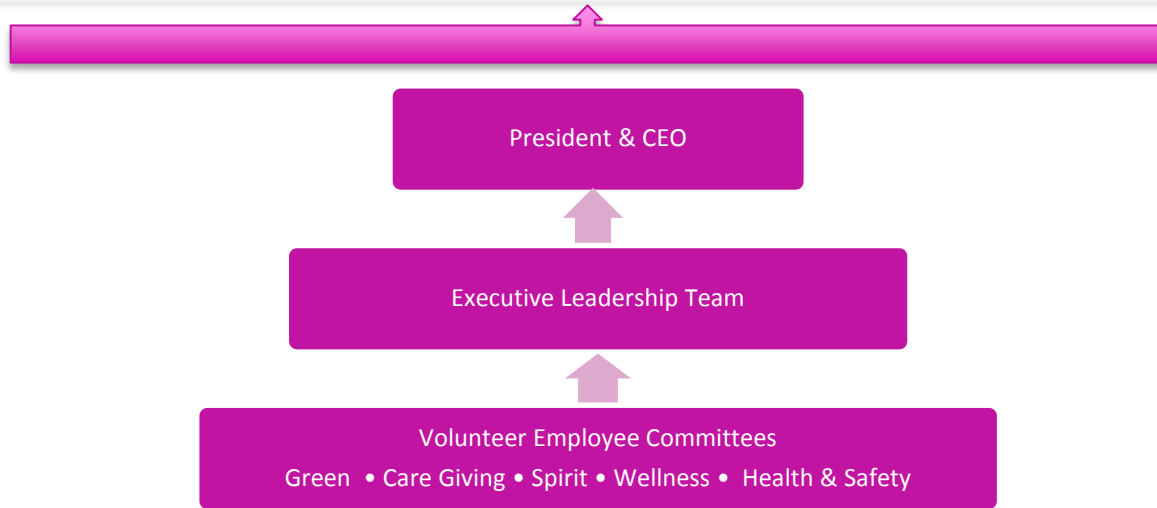 President & CEO
Executive Leadership Team
Volunteer Employee Committees
Green • Care Giving • Spirit • Wellness • Health & Safety